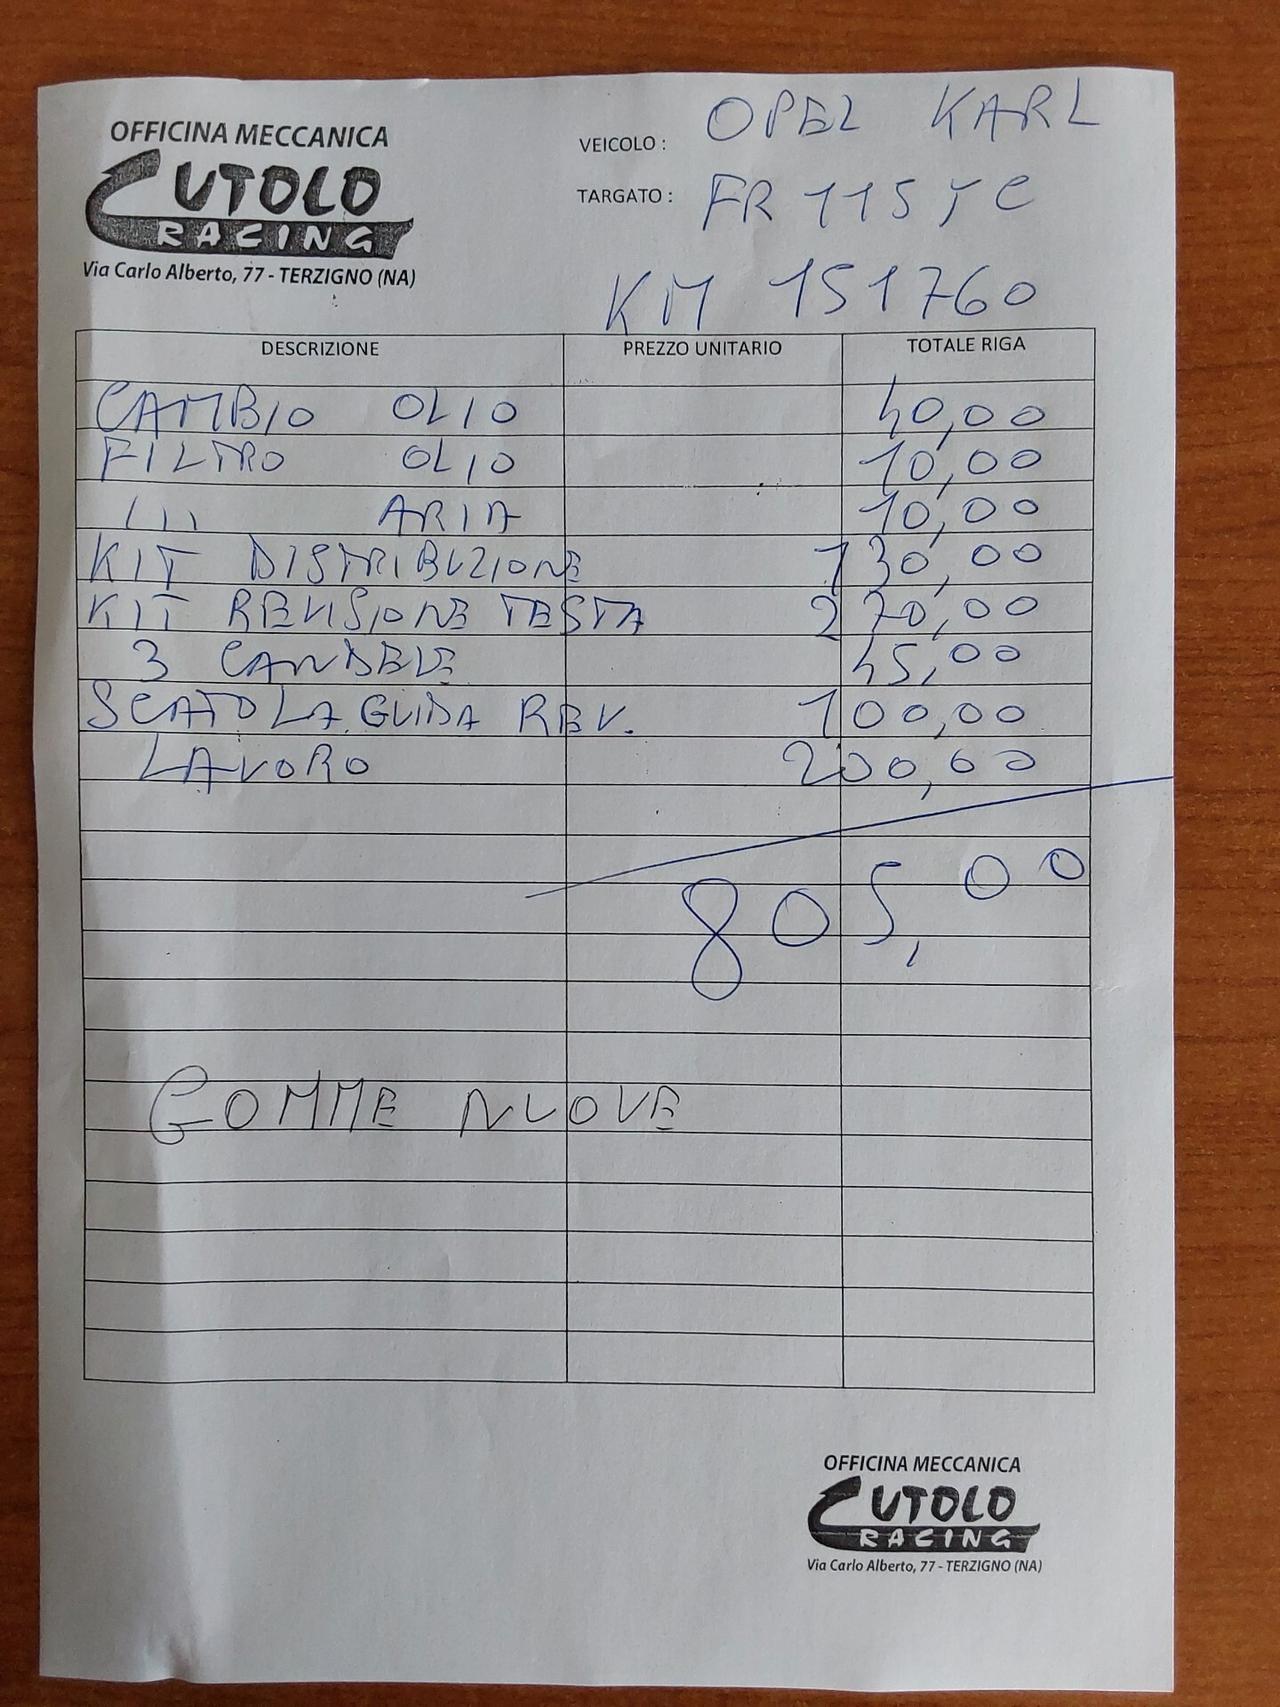 OFFICINA MECCANICA
CUTOLO
RACING
Via Carlo Alberto, 77 - TERZIGNO (NA)
VEICOLO : OPEL KARL
TARGATO : FR 115 TC
KM 151760
DESCRIZIONE PREZZO UNITARIO TOTALE RIGA
CAMBIO OLIO 40,00
FILTRO OLIO 10,00
\ \ \ \ ARIA 10,00
KIT DISTRIBUZIONE 130,00
KIT REVISIONE TESTA 270,00
3 CANDELE 45,00
SCATOLA GUIDA REV. 100,00
LAVORO 200,00
805,00
GOMME NUOVE
OFFICINA MECCANICA
CUTOLO
RACING
Via Carlo Alberto, 77 - TERZIGNO (NA)